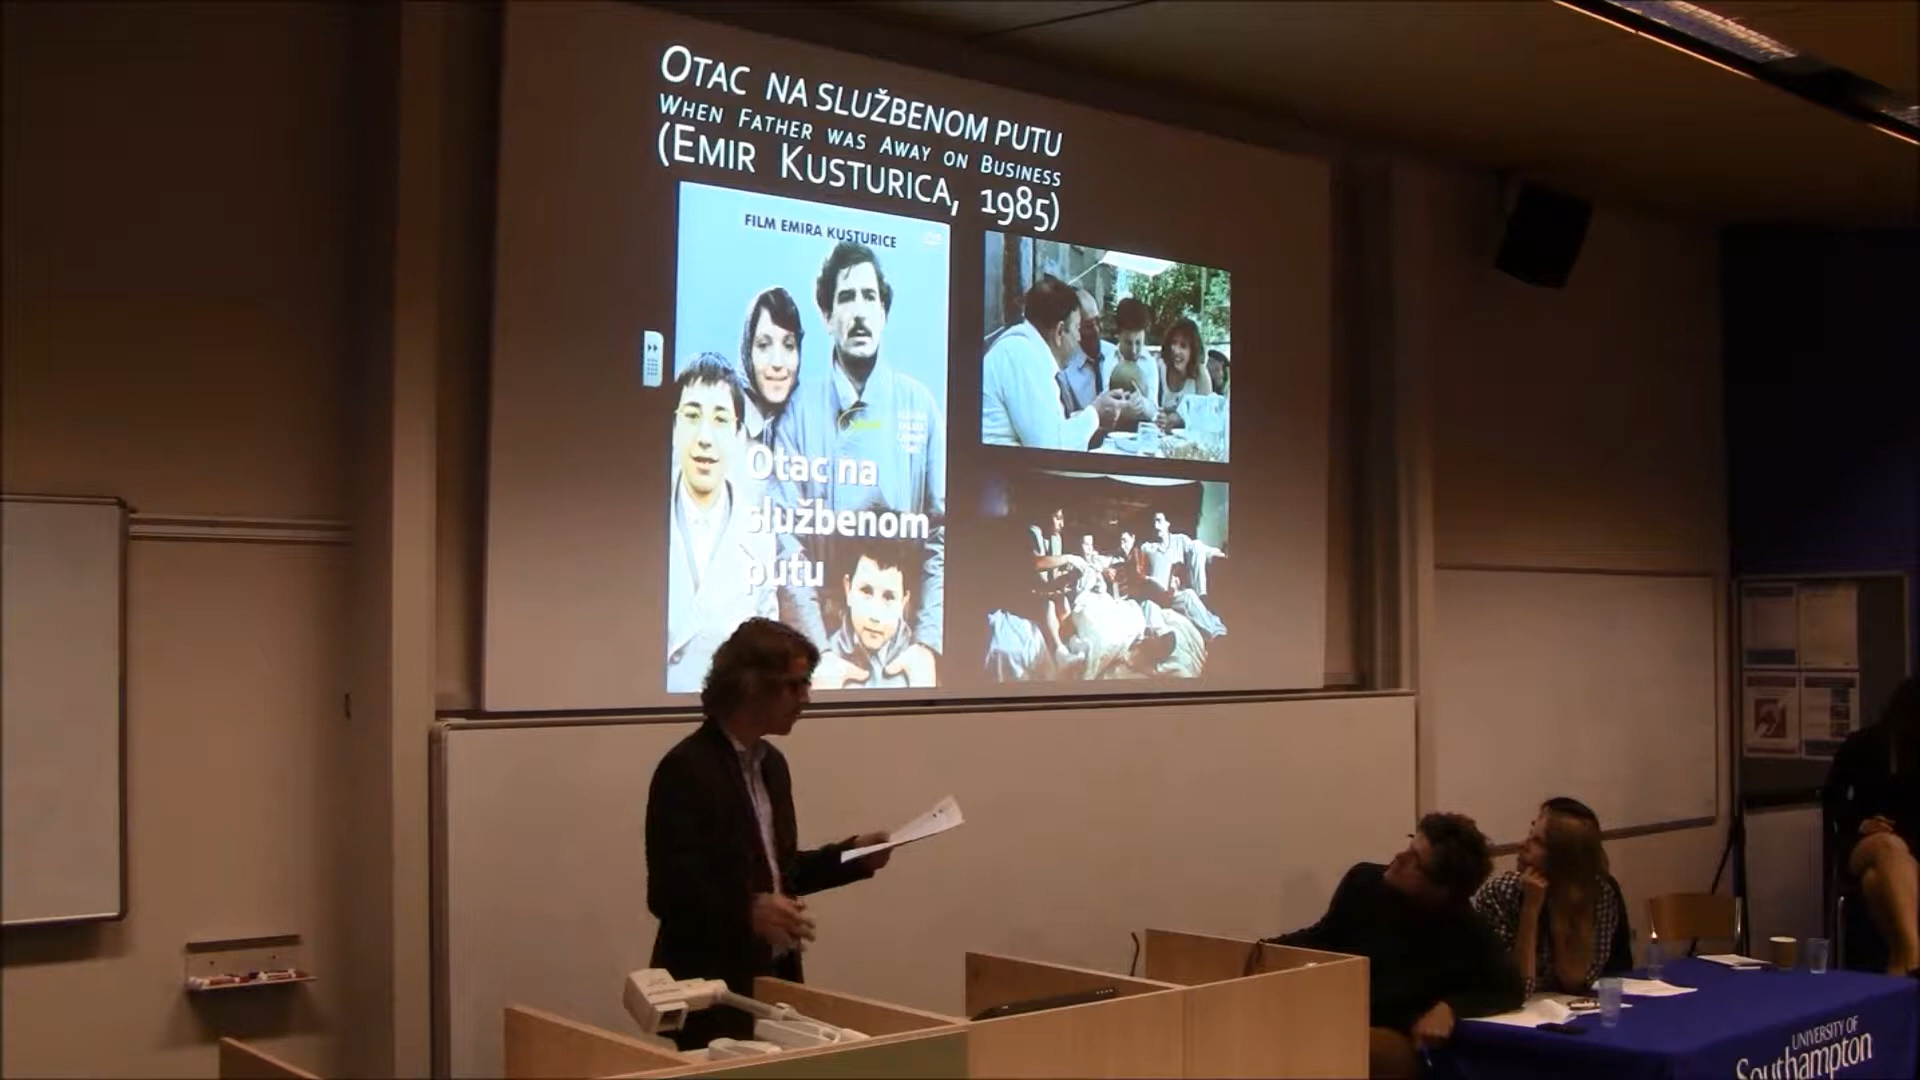 OTAC NA SLUŽBENOM PUTU
WHEN FATHER WAS AWAY ON BUSINESS
(EMIR KUSTURICA, 1985)
FILM EMIRA KUSTURICE
Otac na
službenom
putu
UNIVERSITY OF
Southampton